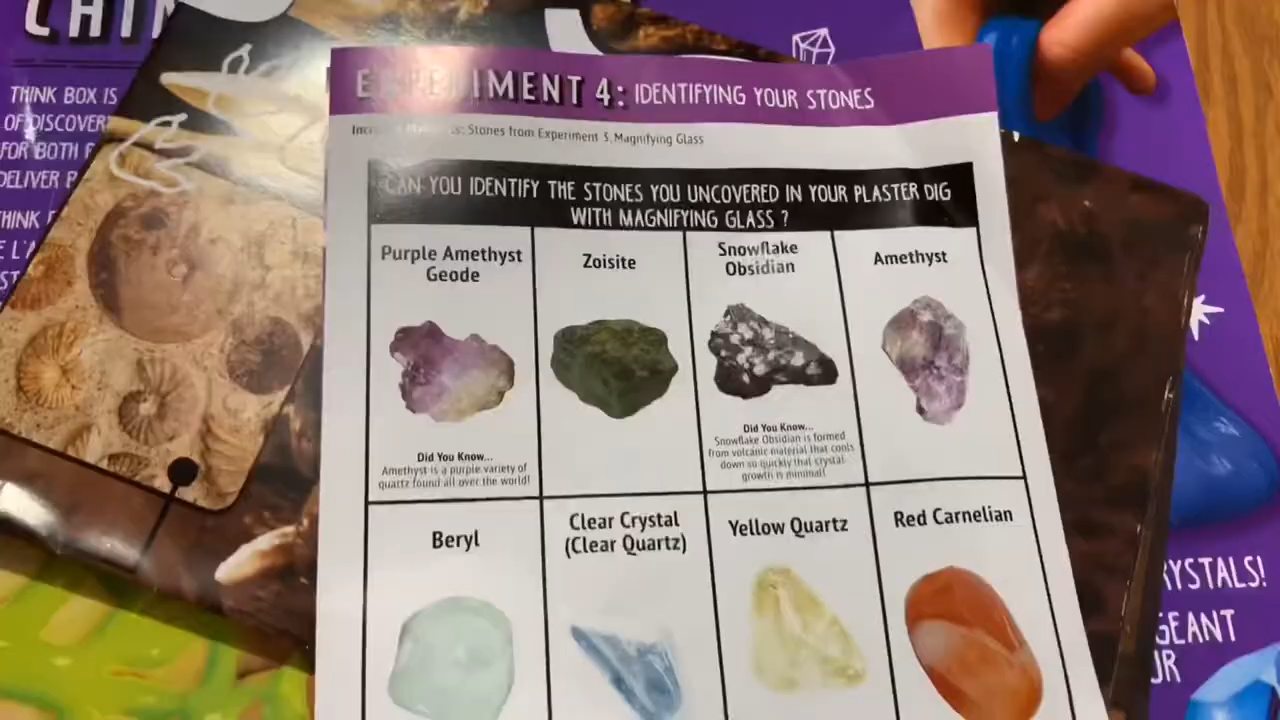 THINK BOX IS
OF DISCOVER
FOR BOTH
DELIVER
EXPERIMENT 4: IDENTIFYING YOUR STONES
Stones from Experiment 3, Magnifying Glass
CAN YOU IDENTIFY THE STONES YOU UNCOVERED IN YOUR PLASTER DIG
WITH MAGNIFYING GLASS ?
Purple Amethyst
Geode
Did You Know...
Amethyst is a purple variety of
quartz found all over the world!
Zoisite
Snowflake
Obsidian
Did You Know...
Snowflake Obsidian is formed
from volcanic material that cools
down so quickly that crystal
growth is minimal!
Amethyst
Beryl
Clear Crystal
(Clear Quartz)
Yellow Quartz
Red Carnelian
RYSTALS!
GEANT